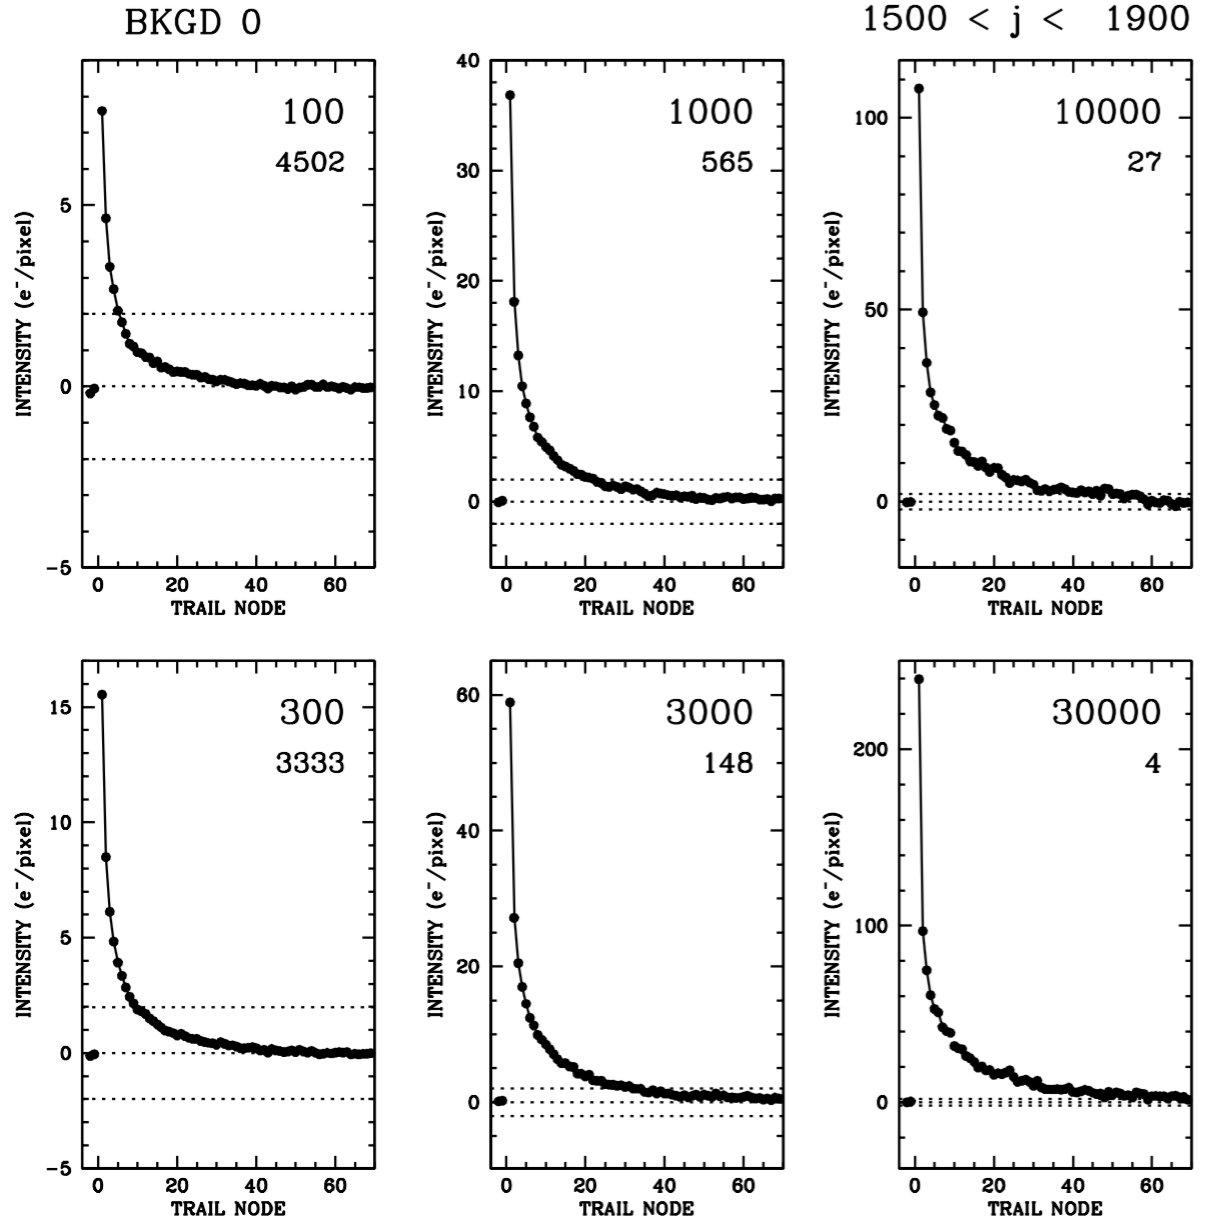 BKGD 0
1500 < j < 1900
100
4502
5
0
−5
0 20 40 60
TRAIL NODE
INTENSITY (e⁻/pixel)
1000
565
40
30
20
10
0
0 20 40 60
TRAIL NODE
INTENSITY (e⁻/pixel)
10000
27
100
50
0
0 20 40 60
TRAIL NODE
INTENSITY (e⁻/pixel)
300
3333
15
10
5
0
−5
0 20 40 60
TRAIL NODE
INTENSITY (e⁻/pixel)
3000
148
60
40
20
0
0 20 40 60
TRAIL NODE
INTENSITY (e⁻/pixel)
30000
4
200
100
0
0 20 40 60
TRAIL NODE
INTENSITY (e⁻/pixel)